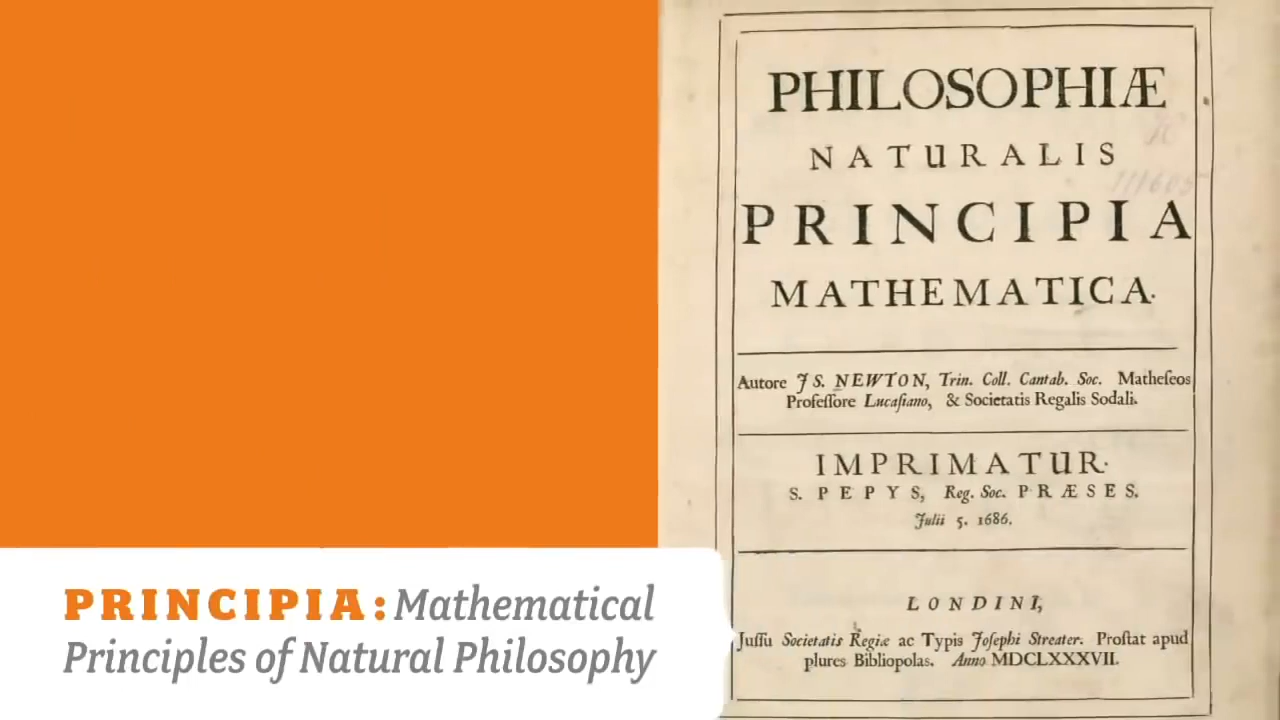 PHILOSOPHIÆ
NATURALIS
PRINCIPIA
MATHEMATICA.
Autore JS. NEWTON, Trin. Coll. Cantab. Soc. Matheſeos
Profeſſore Lucaſiano, & Societatis Regalis Sodali.
IMPRIMATUR.
S. PEPYS, Reg. Soc. PRÆSES.
Julii 5. 1686.
LONDINI,
Juſſu Societatis Regiæ ac Typis Joſephi Streater. Proſtat apud
plures Bibliopolas. Anno MDCLXXXVII.
PRINCIPIA: Mathematical
Principles of Natural Philosophy